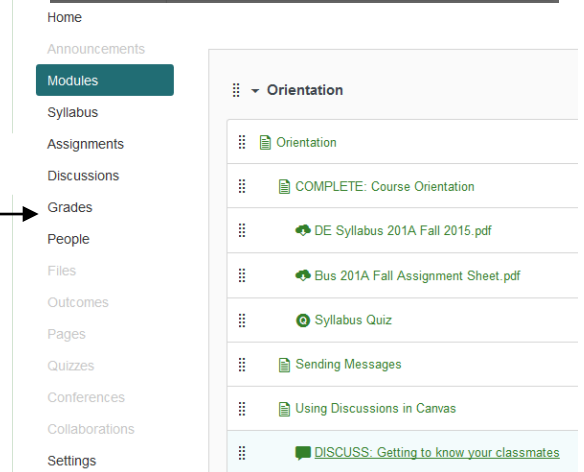 Home
Announcements
Modules
Syllabus
Assignments
Discussions
Grades
People
Files
Outcomes
Pages
Quizzes
Conferences
Collaborations
Settings
Orientation
Orientation
COMPLETE: Course Orientation
DE Syllabus 201A Fall 2015.pdf
Bus 201A Fall Assignment Sheet.pdf
Q Syllabus Quiz
Sending Messages
Using Discussions in Canvas
DISCUSS: Getting to know your classmates